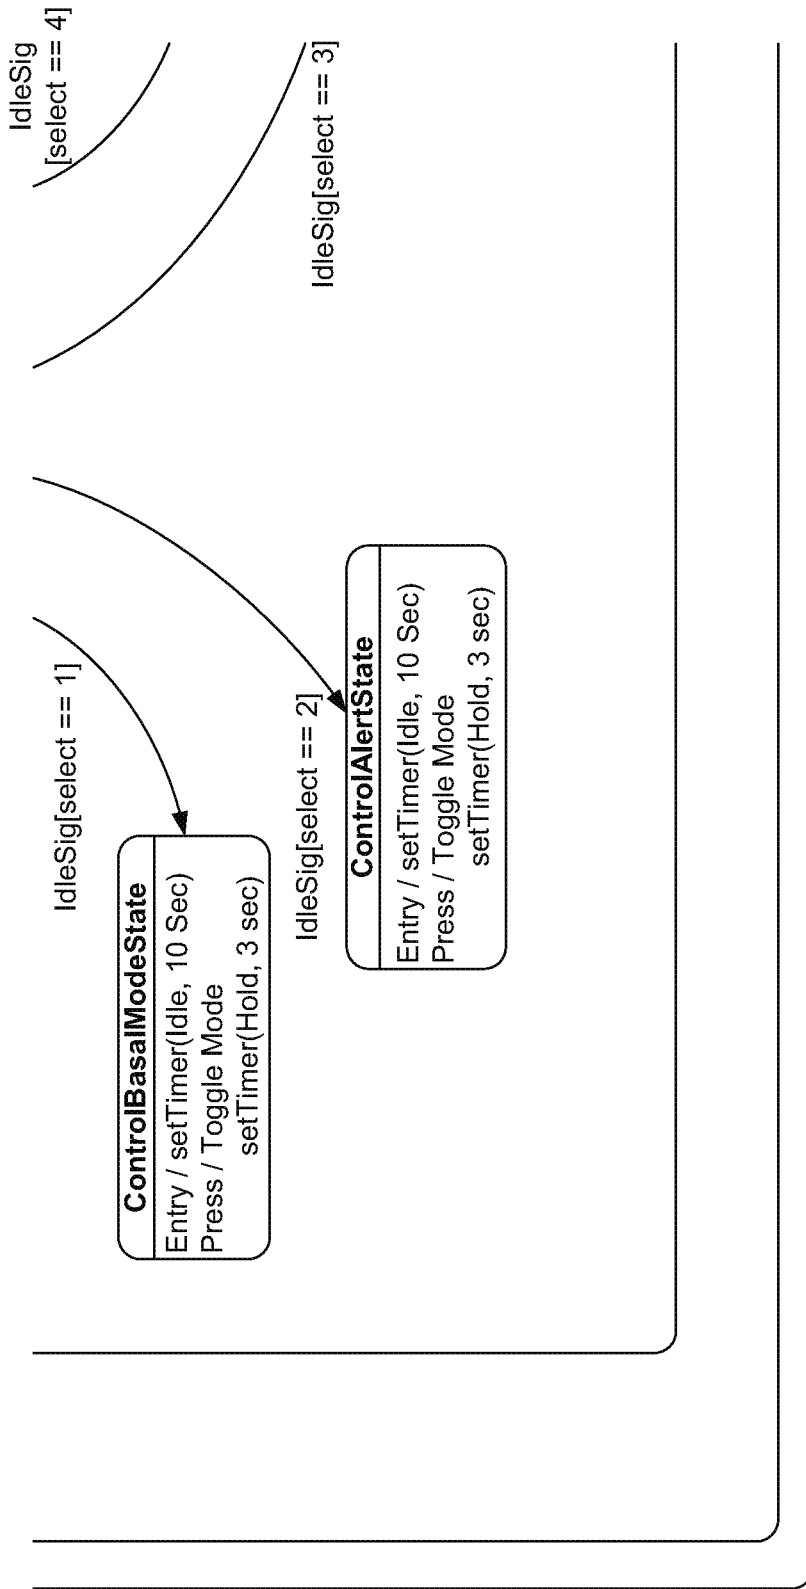 IdleSig
[select == 4]
IdleSig[select == 3]
IdleSig[select == 1]
ControlBasalModeState
Entry / setTimer(Idle, 10 Sec)
Press / Toggle Mode
setTimer(Hold, 3 sec)
IdleSig[select == 2]
ControlAlertState
Entry / setTimer(Idle, 10 Sec)
Press / Toggle Mode
setTimer(Hold, 3 sec)